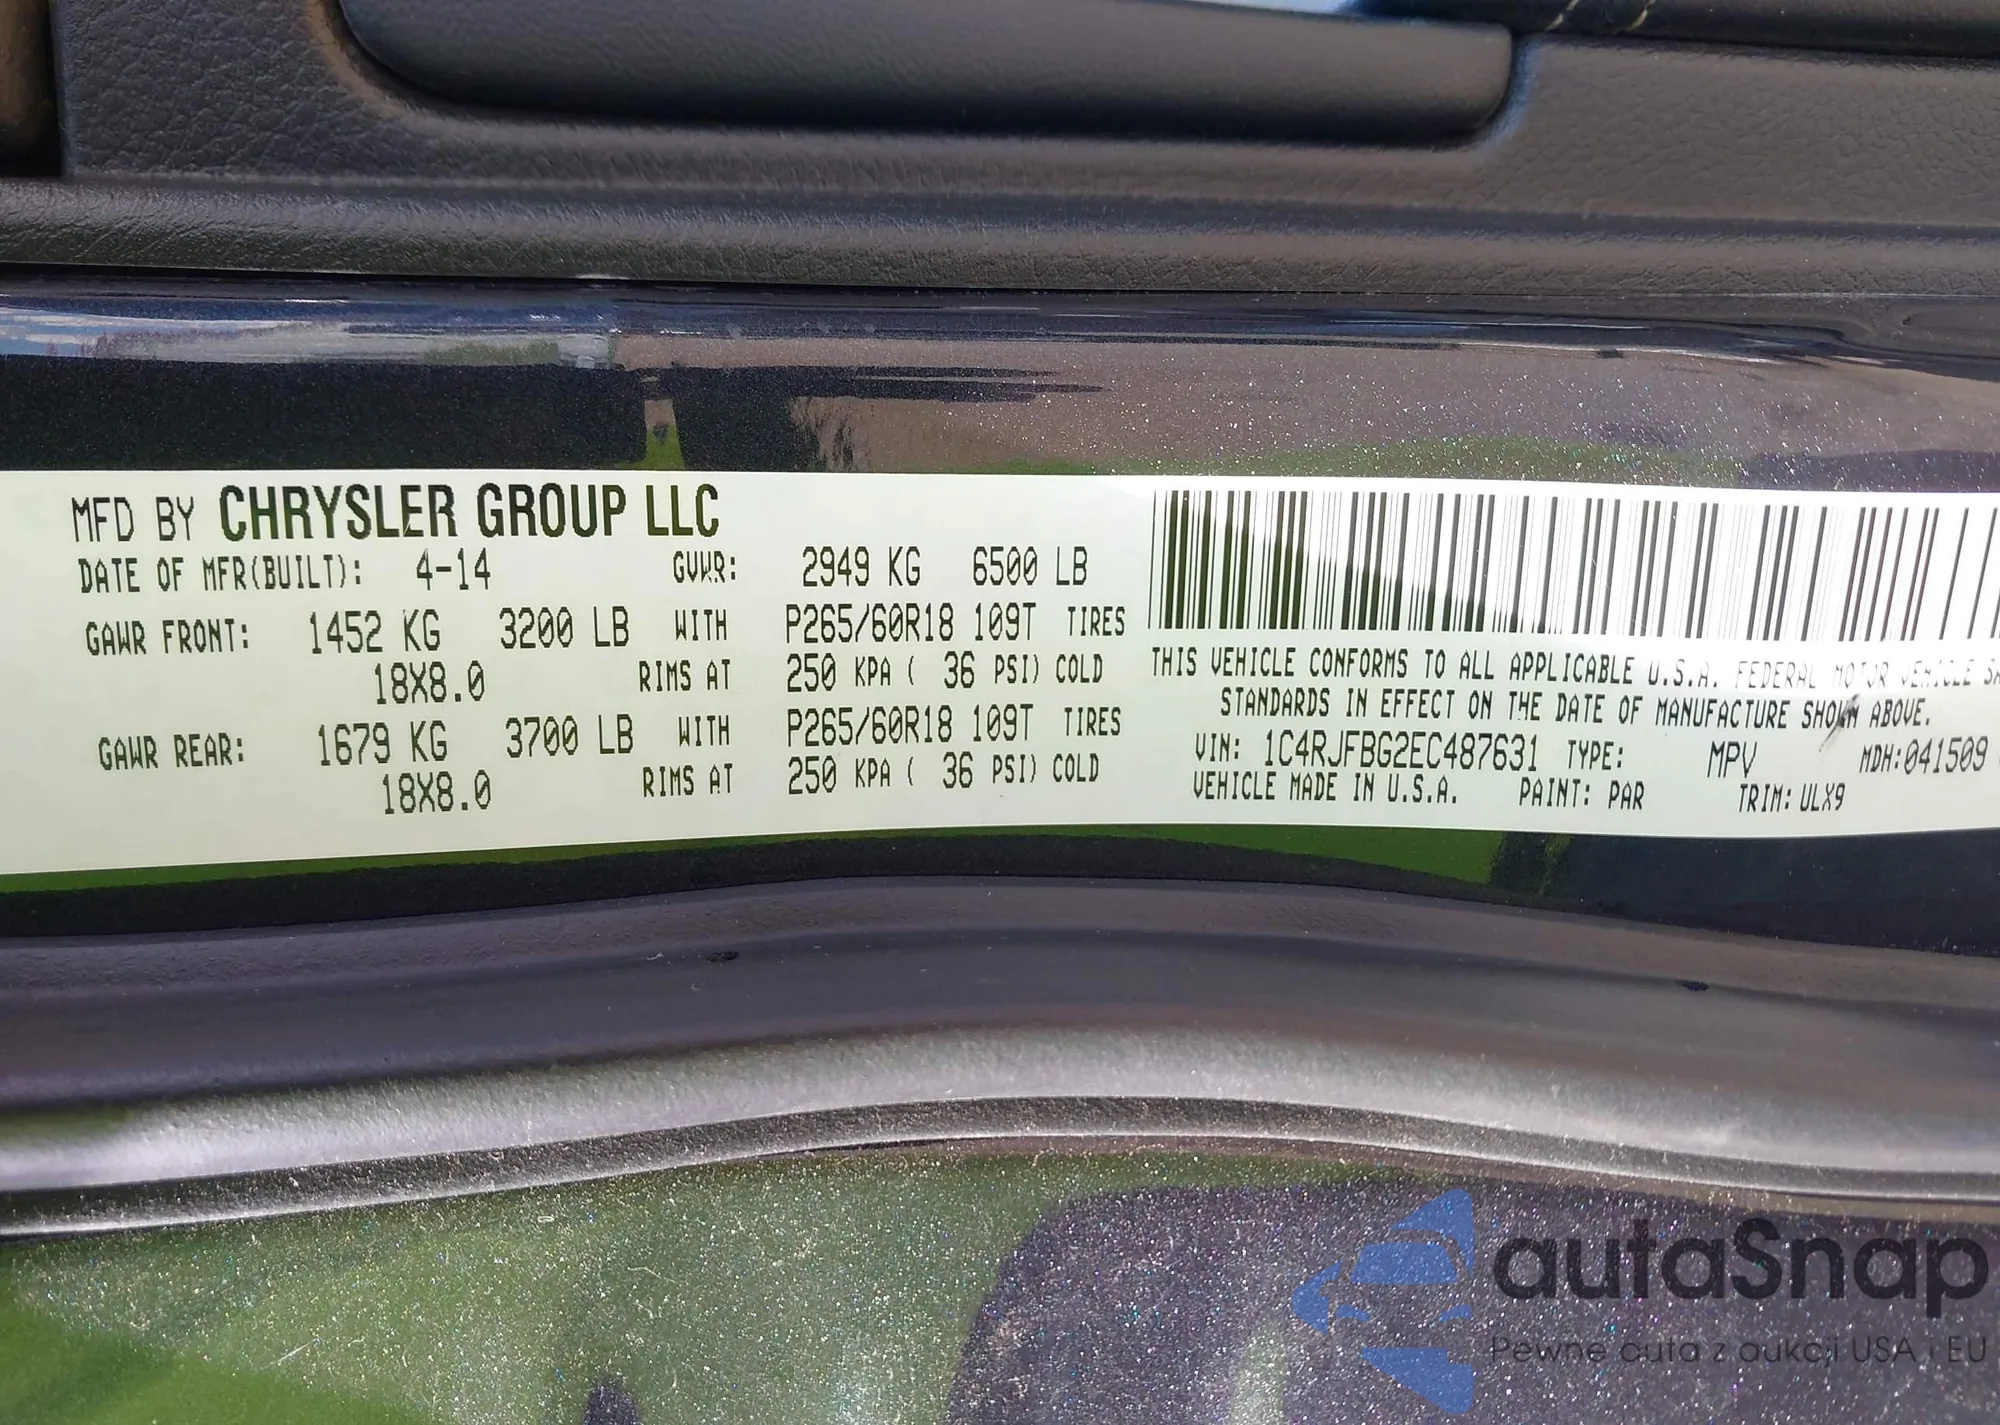 MFD BY CHRYSLER GROUP LLC
DATE OF MFR(BUILT): 4-14 GVWR: 2949 KG 6500 LB
GAWR FRONT: 1452 KG 3200 LB WITH P265/60R18 109T TIRES
18X8.0 RIMS AT 250 KPA ( 36 PSI) COLD
GAWR REAR: 1679 KG 3700 LB WITH P265/60R18 109T TIRES
18X8.0 RIMS AT 250 KPA ( 36 PSI) COLD
THIS VEHICLE CONFORMS TO ALL APPLICABLE U.S.A. FEDERAL MOTOR VEHICLE
STANDARDS IN EFFECT ON THE DATE OF MANUFACTURE SHOWN ABOVE.
VIN: 1C4RJFBG2EC487631 TYPE: MPV MDH:041509
VEHICLE MADE IN U.S.A. PAINT: PAR TRIM: ULX9
autaSnap
Pewne auta z aukcji USA i EU